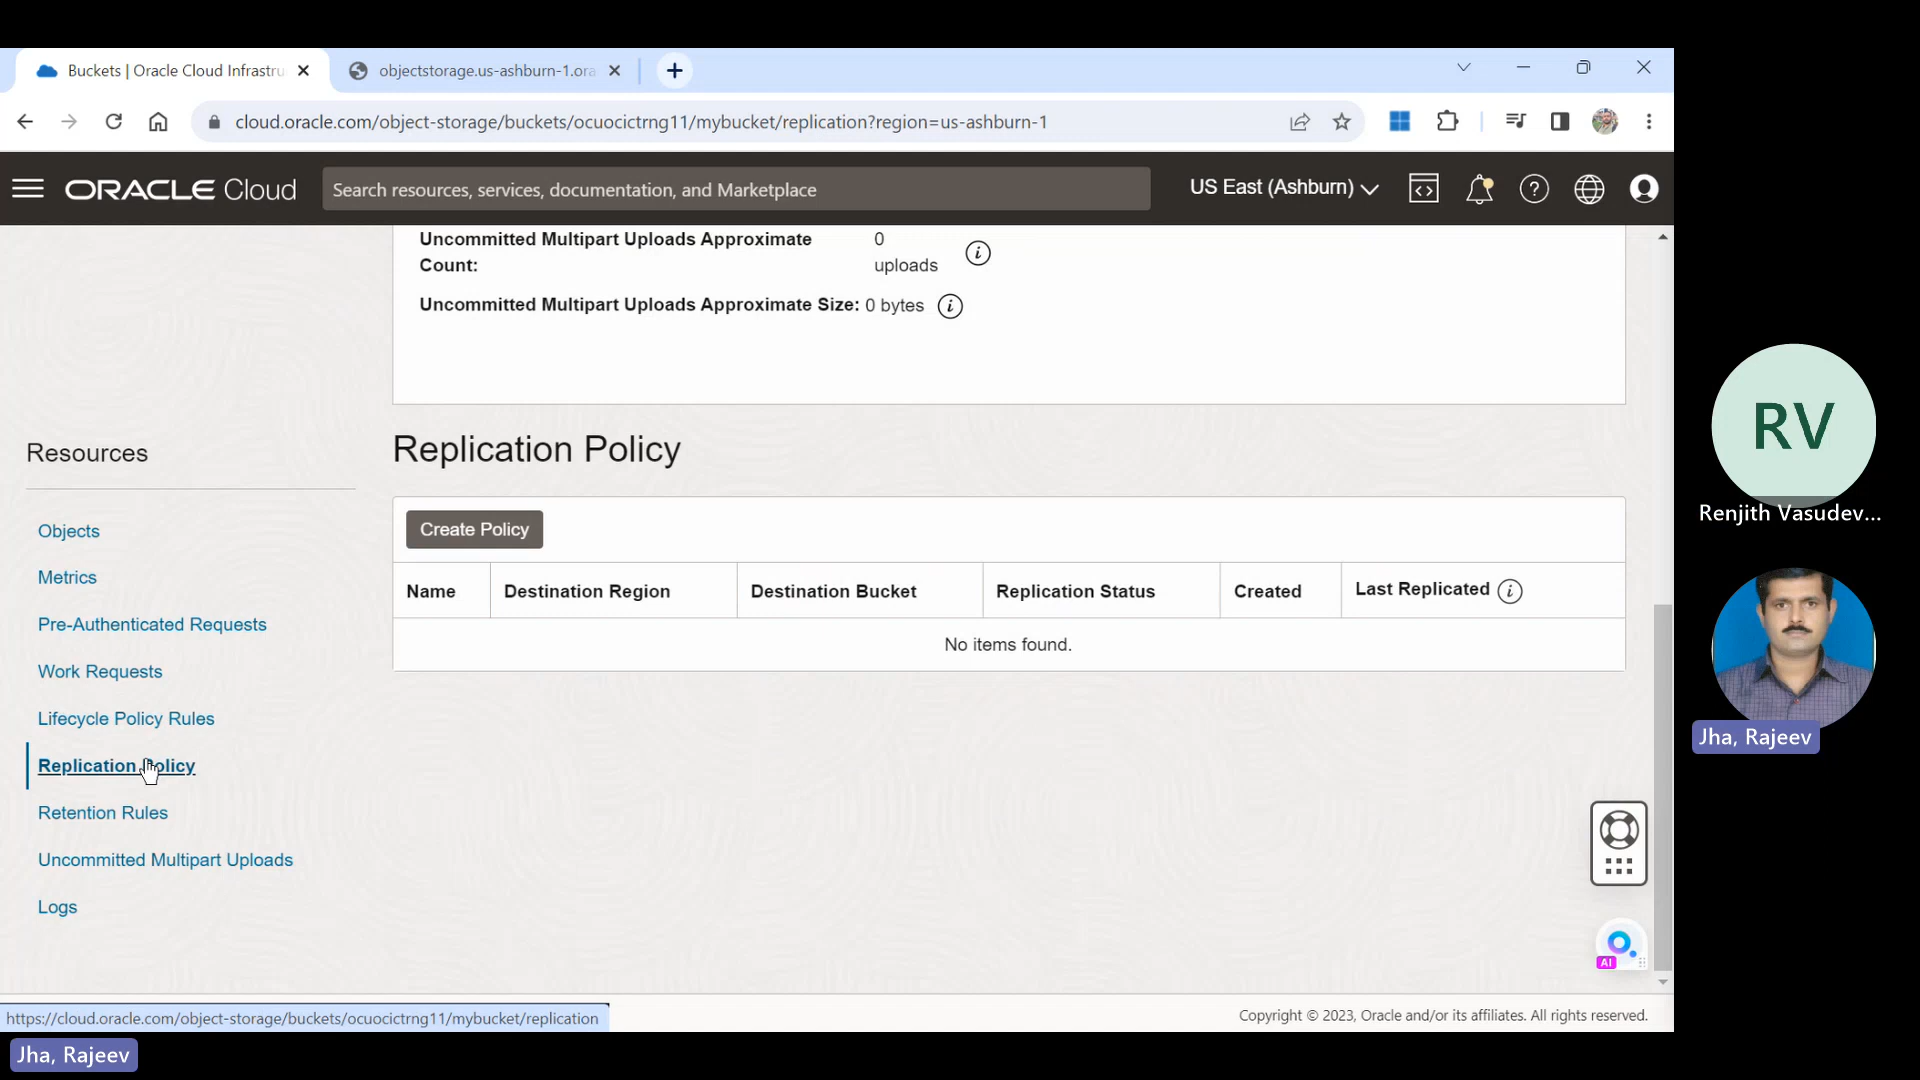 Buckets | Oracle Cloud Infrastru
objectstorage.us-ashburn-1.ora
cloud.oracle.com/object-storage/buckets/ocuocictrng11/mybucket/replication?region=us-ashburn-1
ORACLE Cloud
Search resources, services, documentation, and Marketplace
US East (Ashburn)
Uncommitted Multipart Uploads Approximate Count:
0 uploads
Uncommitted Multipart Uploads Approximate Size: 0 bytes
Resources
Objects
Metrics
Pre-Authenticated Requests
Work Requests
Lifecycle Policy Rules
Replication Policy
Retention Rules
Uncommitted Multipart Uploads
Logs
Replication Policy
Create Policy
Name Destination Region Destination Bucket Replication Status Created Last Replicated
No items found.
AI
https://cloud.oracle.com/object-storage/buckets/ocuocictrng11/mybucket/replication
Copyright © 2023, Oracle and/or its affiliates. All rights reserved.
Jha, Rajeev
RV
Renjith Vasudev...
Jha, Rajeev